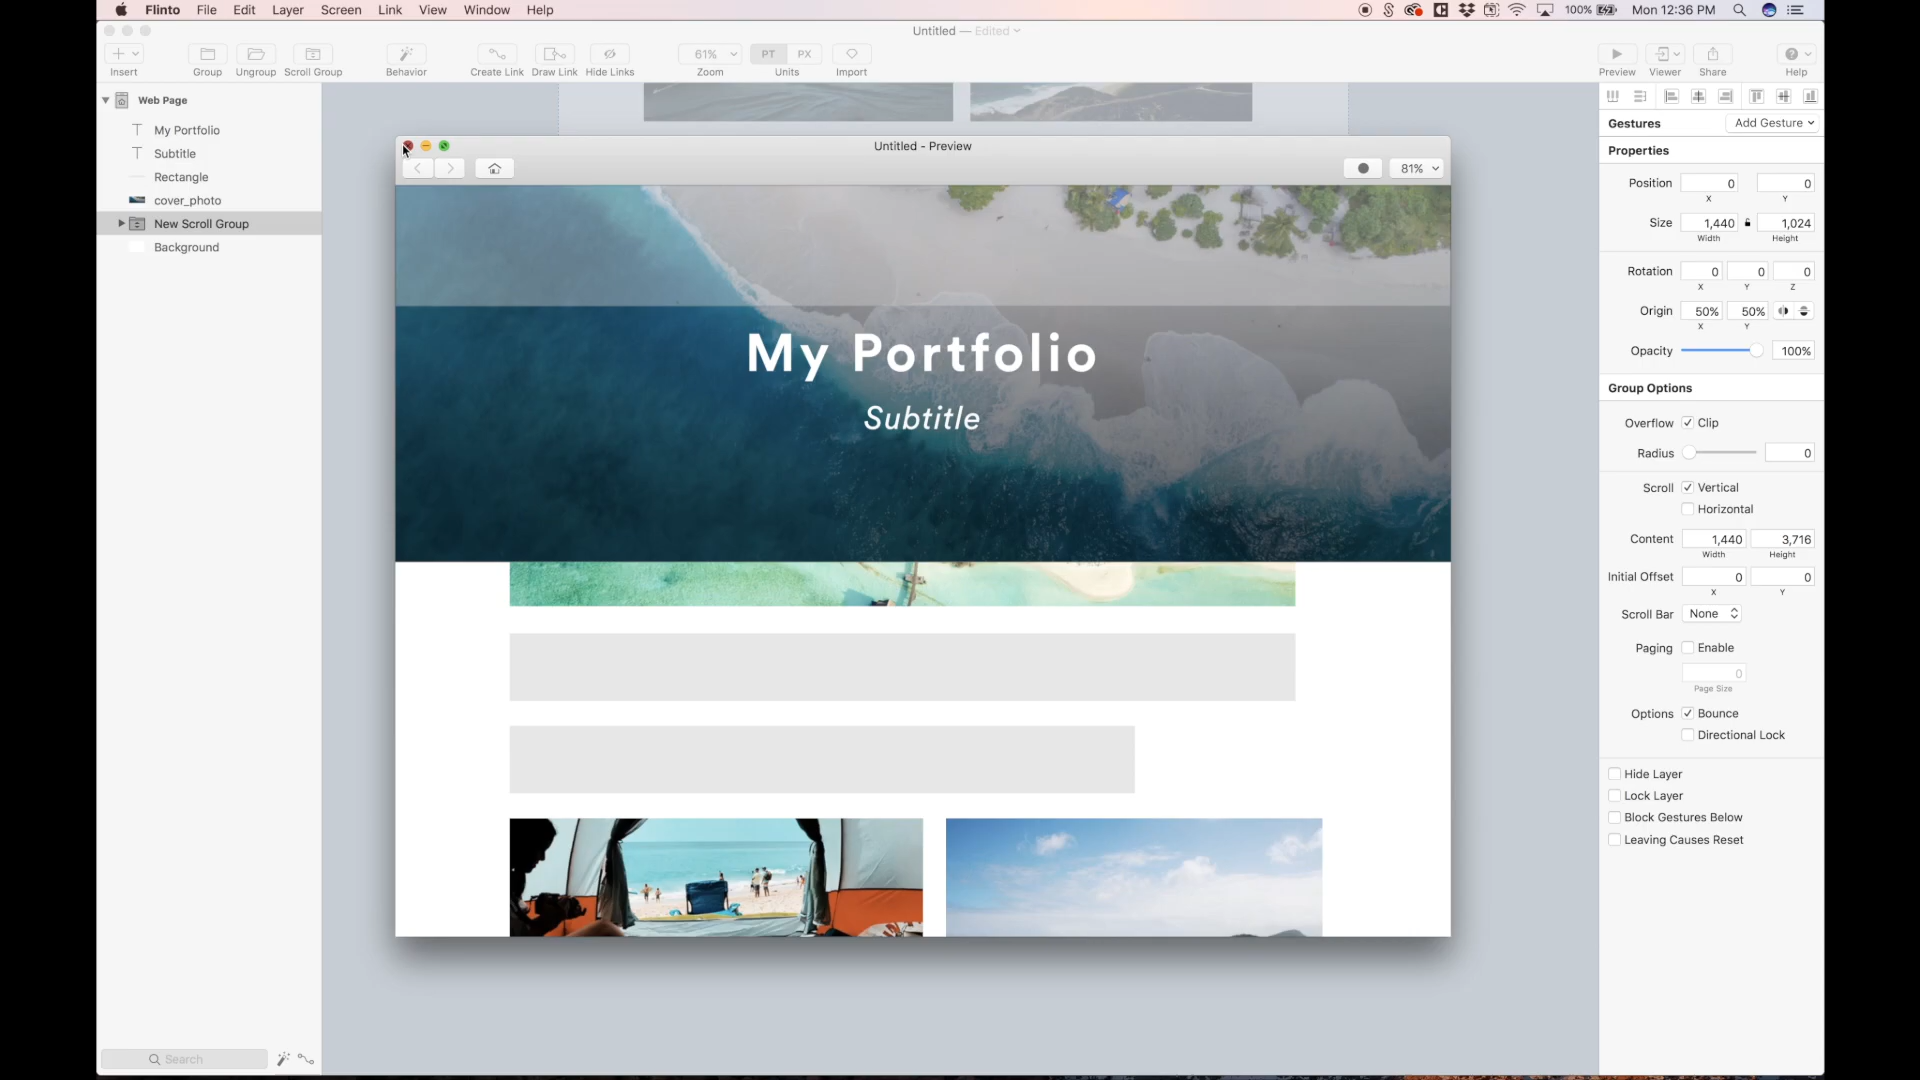 Flinto File Edit Layer Screen Link View Window Help
100% Mon 12:36 PM
Untitled — Edited
61% PT PX
Insert Group Ungroup Scroll Group Behavior Create Link Draw Link Hide Links Zoom Units Import Preview Viewer Share Help
Web Page
My Portfolio
Subtitle
Rectangle
cover_photo
New Scroll Group
Background
Search
Untitled - Preview
81%
My Portfolio
Subtitle
Gestures Add Gesture
Properties
Position 0 0
X Y
Size 1,440 1,024
Width Height
Rotation 0 0 0
X Y Z
Origin 50% 50%
X Y
Opacity 100%
Group Options
Overflow Clip
Radius 0
Scroll Vertical
Horizontal
Content 1,440 3,716
Width Height
Initial Offset 0 0
X Y
Scroll Bar None
Paging Enable
0
Page Size
Options Bounce
Directional Lock
Hide Layer
Lock Layer
Block Gestures Below
Leaving Causes Reset